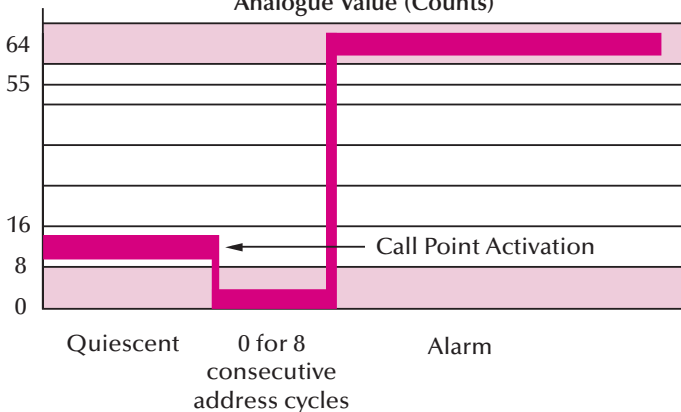 Analogue Value (Counts)
64
55
16
Call Point Activation
8
0
Quiescent
0 for 8
consecutive
address cycles
Alarm